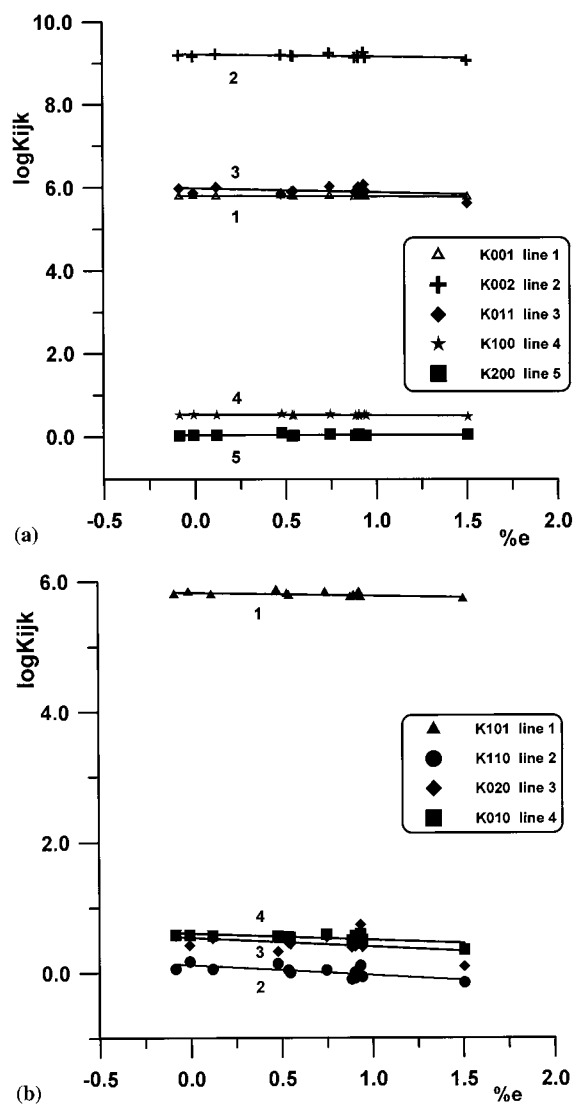 10.0
8.0
6.0
4.0
2.0
0.0
logKijk
2
3
1
4
5
K001 line 1
K002 line 2
K011 line 3
K100 line 4
K200 line 5
-0.5 0.0 0.5 1.0 1.5 2.0
%e
(a)
6.0
4.0
2.0
0.0
logKijk
1
4
3
2
K101 line 1
K110 line 2
K020 line 3
K010 line 4
-0.5 0.0 0.5 1.0 1.5 2.0
%e
(b)